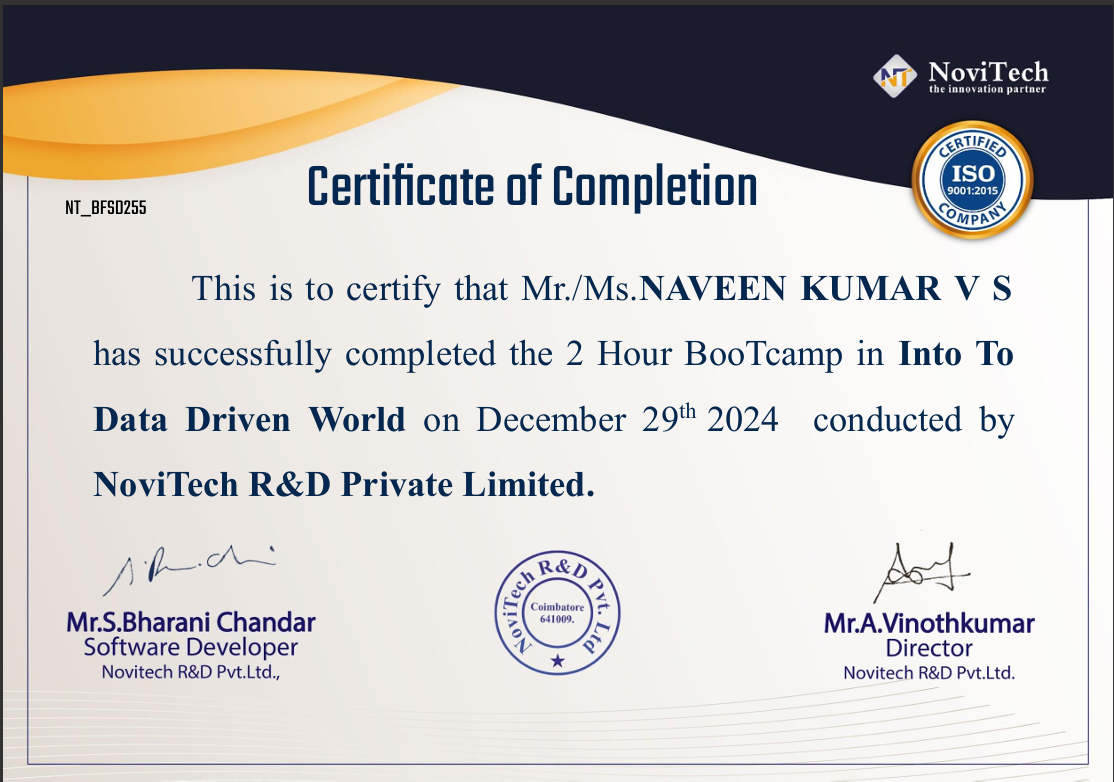 NT
NoviTech
the innovation partner
CERTIFIED
ISO
9001:2015
COMPANY
Certificate of Completion
NT_BFSD255
This is to certify that Mr./Ms.NAVEEN KUMAR V S
has successfully completed the 2 Hour BooTcamp in Into To
Data Driven World on December 29th 2024 conducted by
NoviTech R&D Private Limited.
Mr.S.Bharani Chandar
Software Developer
Novitech R&D Pvt.Ltd.,
NoviTech R&D Pvt. Ltd
Coimbatore
641009.
Mr.A.Vinothkumar
Director
Novitech R&D Pvt.Ltd.